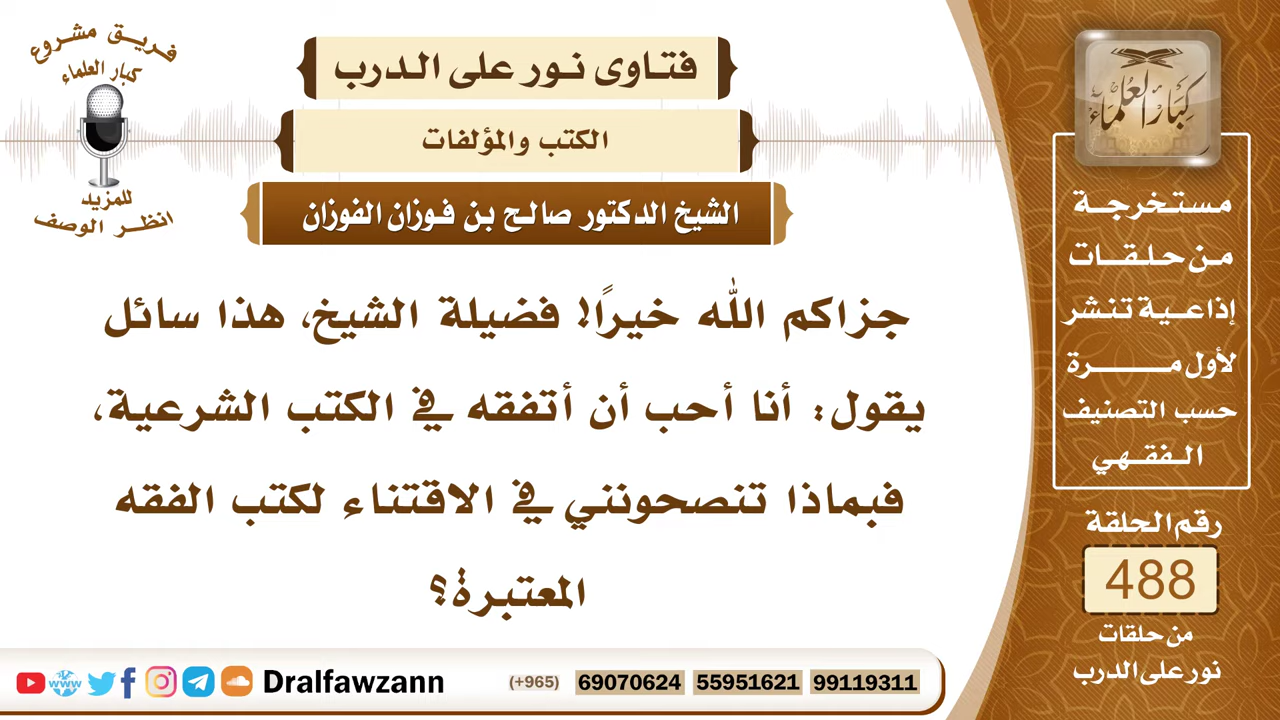 فريق مشروع
كبار العلماء
للمزيد
انظر الوصف
فتاوى نور على الدرب
الكتب والمؤلفات
الشيخ الدكتور صالح بن فوزان الفوزان
جزاكم الله خيرًا! فضيلة الشيخ، هذا سائل
يقول: أنا أحب أن أتفقه في الكتب الشرعية،
فبماذا تنصحونني في الاقتناء لكتب الفقه
المعتبرة؟
كبار العلماء
مستخرجة
من حلقات
إذاعية تنشر
لأول مرة
حسب التصنيف
الفقهي
رقم الحلقة
488
من حلقات
نور على الدرب
www Dralfawzann (+965) 69070624 55951621 99119311